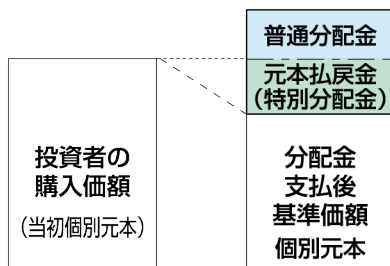 普通分配金
元本払戻金
（特別分配金）
投資者の
購入価額
（当初個別元本）
分配金
支払後
基準価額
個別元本